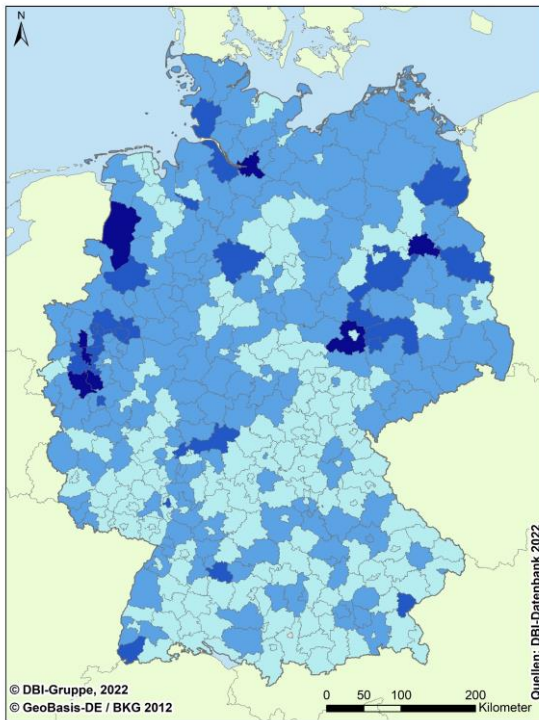 N
© DBI-Gruppe, 2022
© GeoBasis-DE / BKG 2012
0 50 100 200
Kilometer
Quellen: DBI-Datenbank 2022